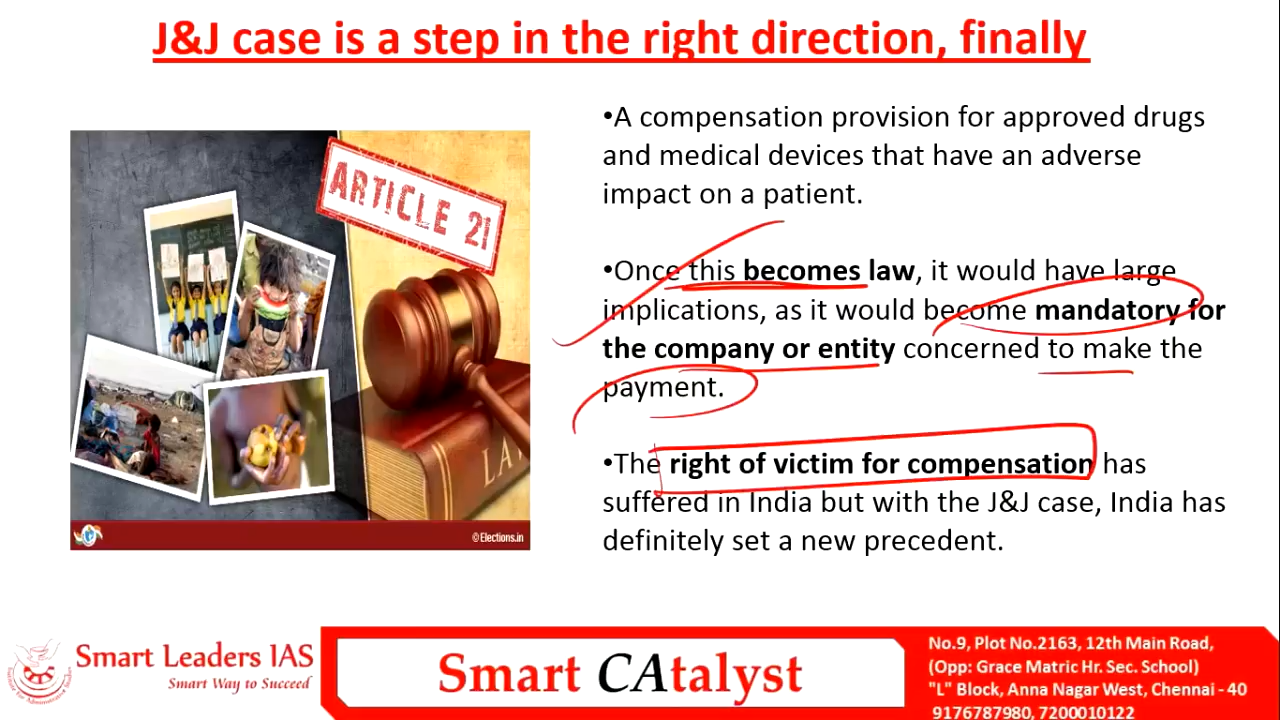 J&J case is a step in the right direction, finally
ARTICLE 21
LAW
©Elections.in
•A compensation provision for approved drugs
and medical devices that have an adverse
impact on a patient.
•Once this becomes law, it would have large
implications, as it would become mandatory for
the company or entity concerned to make the
payment.
•The right of victim for compensation has
suffered in India but with the J&J case, India has
definitely set a new precedent.
Smart Leaders IAS
Smart Way to Succeed
Smart CAtalyst
No.9, Plot No.2163, 12th Main Road,
(Opp: Grace Matric Hr. Sec. School)
"L" Block, Anna Nagar West, Chennai - 40
9176787980, 7200010122